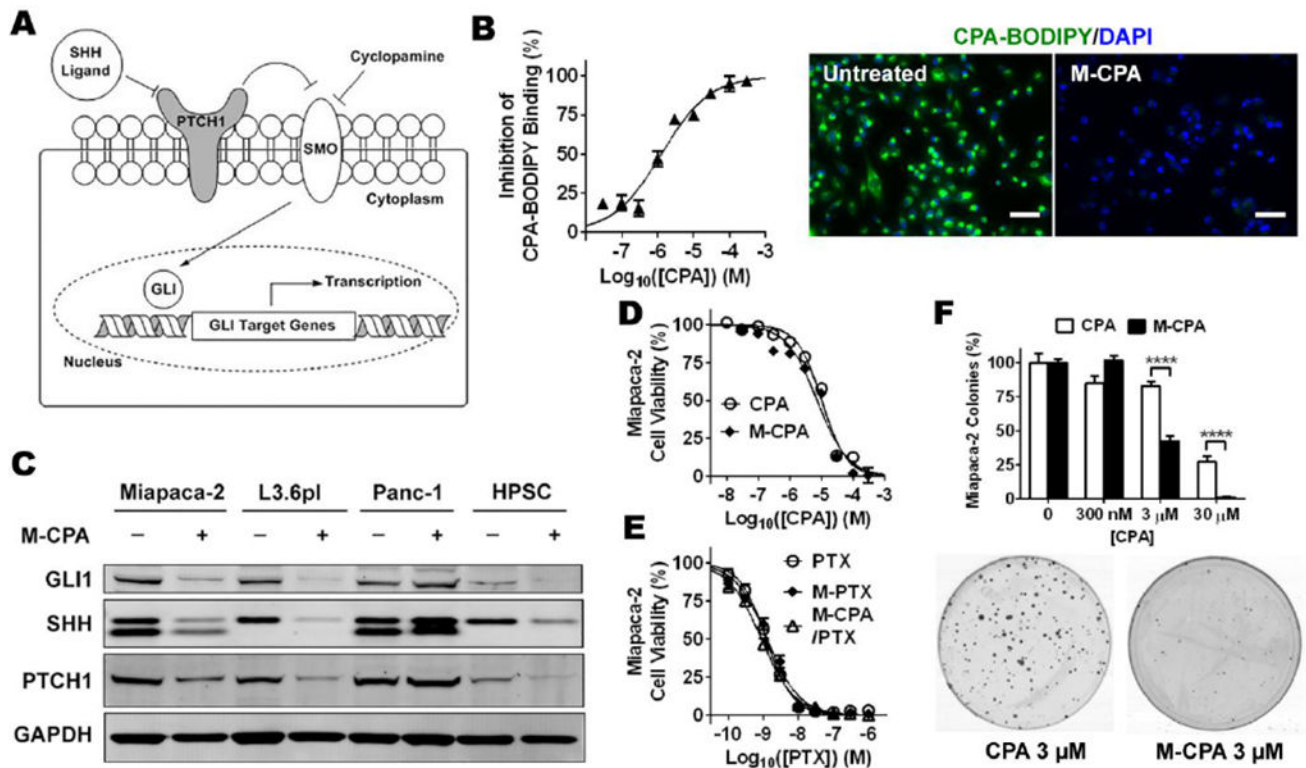 A
SHH
Ligand
Cyclopamine
PTCH1
SMO
Cytoplasm
GLI
Transcription
GLI Target Genes
Nucleus
B
Inhibition of
CPA-BODIPY Binding (%)
100
75
50
25
0
-7 -6 -5 -4 -3
Log10([CPA]) (M)
CPA-BODIPY/DAPI
Untreated
M-CPA
C
Miapaca-2 L3.6pl Panc-1 HPSC
M-CPA – + – + – + – +
GLI1
SHH
PTCH1
GAPDH
D
Miapaca-2
Cell Viability (%)
100
75
50
25
0
CPA
M-CPA
-8 -7 -6 -5 -4 -3
Log10([CPA]) (M)
E
Miapaca-2
Cell Viability (%)
100
75
50
25
0
PTX
M-PTX
M-CPA
/PTX
-10 -9 -8 -7 -6
Log10([PTX]) (M)
F
CPA M-CPA
Miapaca-2 Colonies (%)
100
75
50
25
0
****
****
0 300 nM 3 µM 30 µM
[CPA]
CPA 3 µM
M-CPA 3 µM